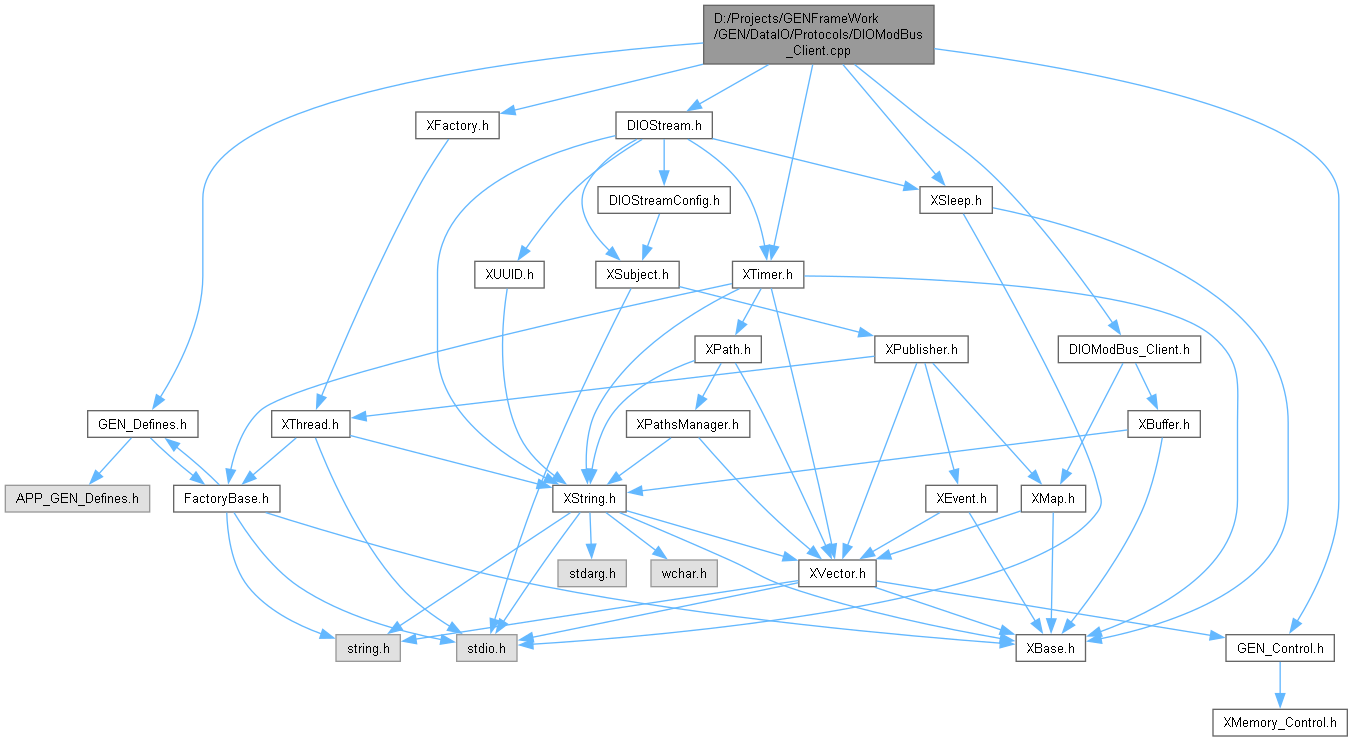 D:/Projects/GENFrameWork
/GEN/DataIO/Protocols/DIOModBus
_Client.cpp
XFactory.h
DIOStream.h
DIOStreamConfig.h
XSleep.h
XUUID.h
XSubject.h
XTimer.h
XPath.h
XPublisher.h
DIOModBus_Client.h
GEN_Defines.h
XThread.h
XPathsManager.h
XBuffer.h
APP_GEN_Defines.h
FactoryBase.h
XString.h
XEvent.h
XMap.h
stdarg.h
wchar.h
XVector.h
string.h
stdio.h
XBase.h
GEN_Control.h
XMemory_Control.h